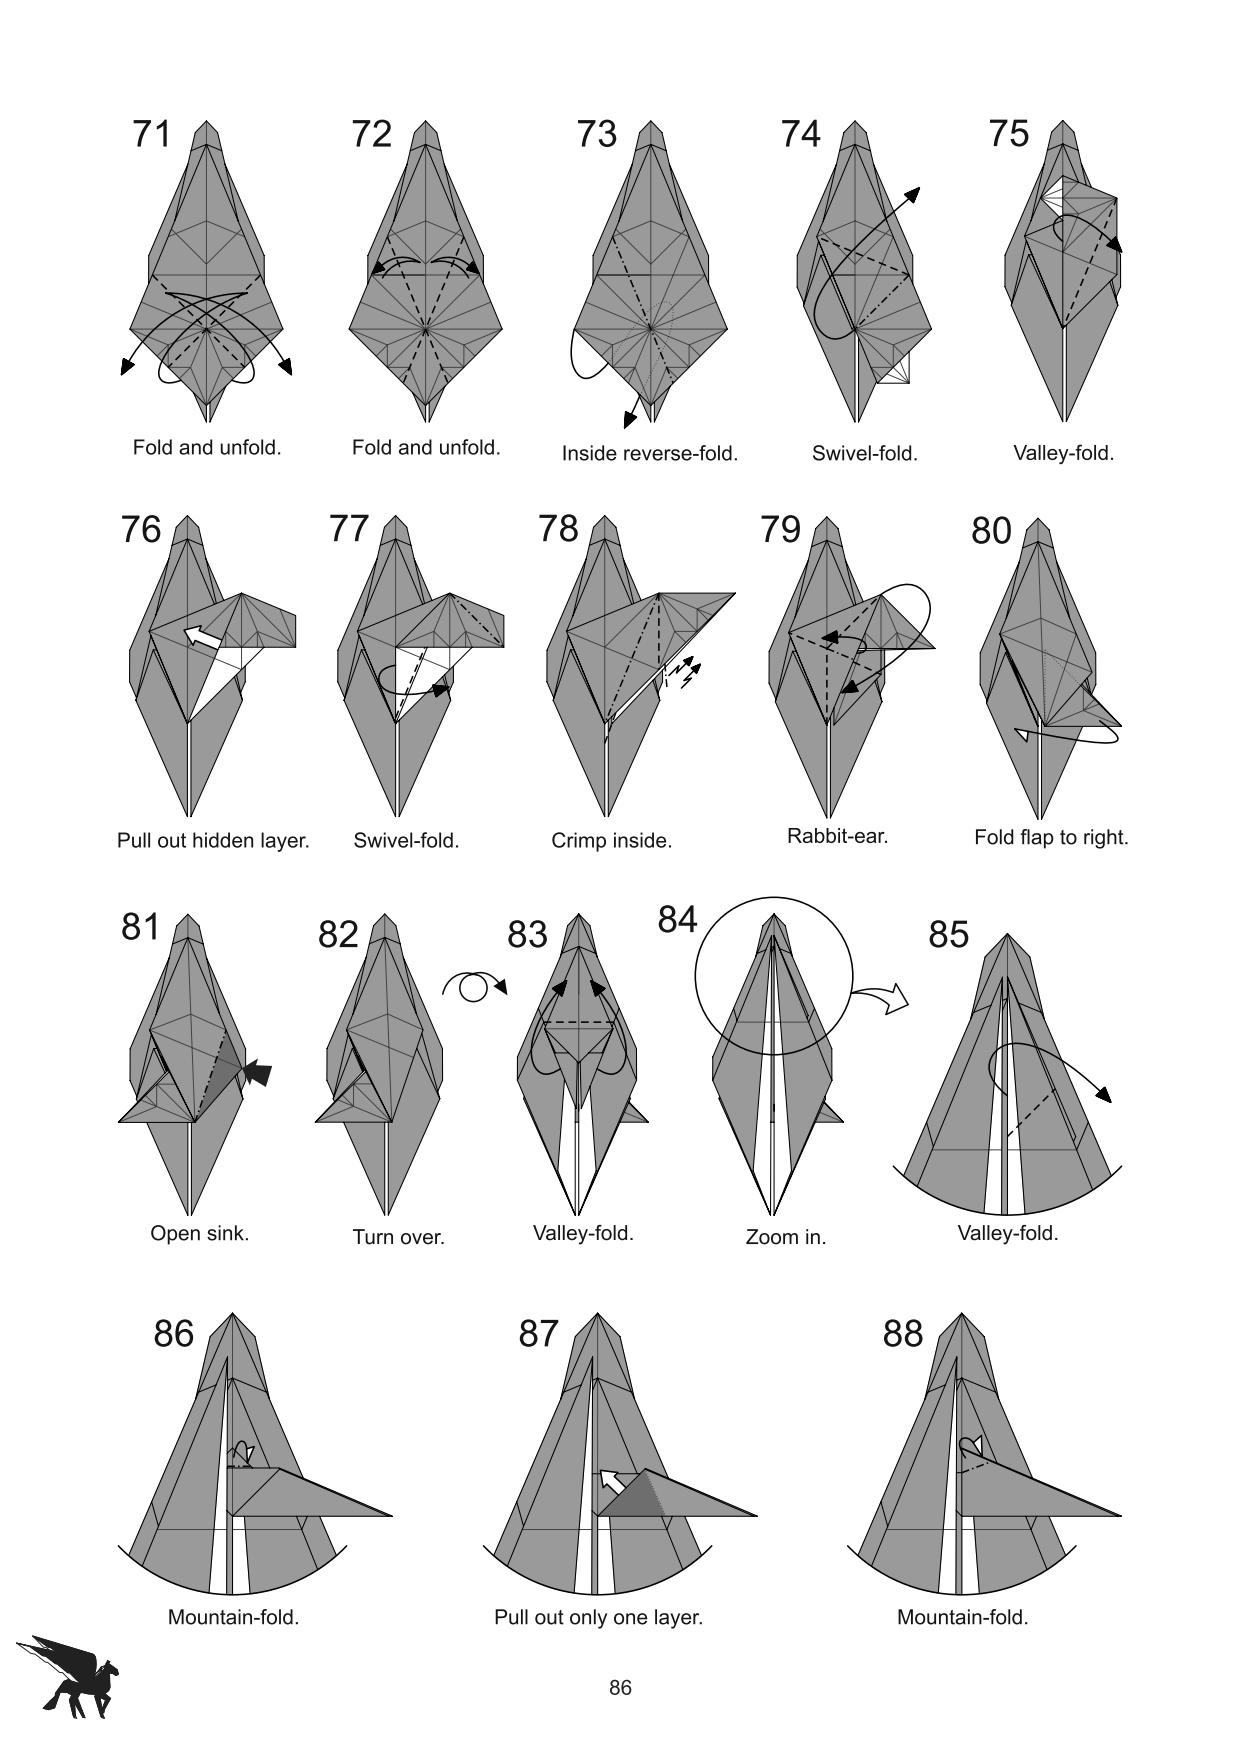 71 72 73 74 75
Fold and unfold. Fold and unfold. Inside reverse-fold. Swivel-fold. Valley-fold.
76 77 78 79 80
Pull out hidden layer. Swivel-fold. Crimp inside. Rabbit-ear. Fold flap to right.
81 82 83 84 85
Open sink. Turn over. Valley-fold. Zoom in. Valley-fold.
86 87 88
Mountain-fold. Pull out only one layer. Mountain-fold.
86